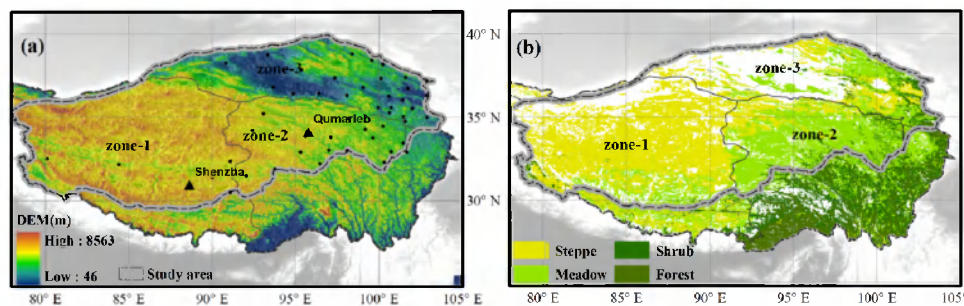 (a)
zone-3
Qumarleb
zone-2
zone-1
Shenzha
DEM(m)
High : 8563
Low : 46
Study area
80° E
85° E
90° E
95° E
100° E
105° E
40° N
35° N
30° N
(b)
zone-3
zone-1
zone-2
Steppe
Shrub
Meadow
Forest
80° E
85° E
90° E
95° E
100° E
105° E